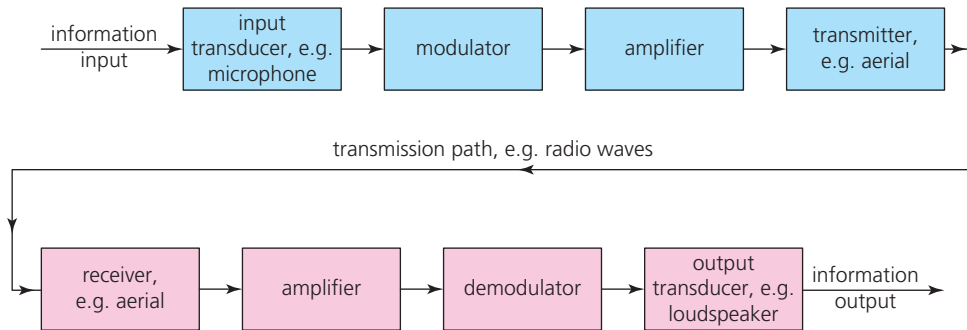 information
input
input
transducer, e.g.
microphone
modulator
amplifier
transmitter,
e.g. aerial
transmission path, e.g. radio waves
receiver,
e.g. aerial
amplifier
demodulator
output
transducer, e.g.
loudspeaker
information
output